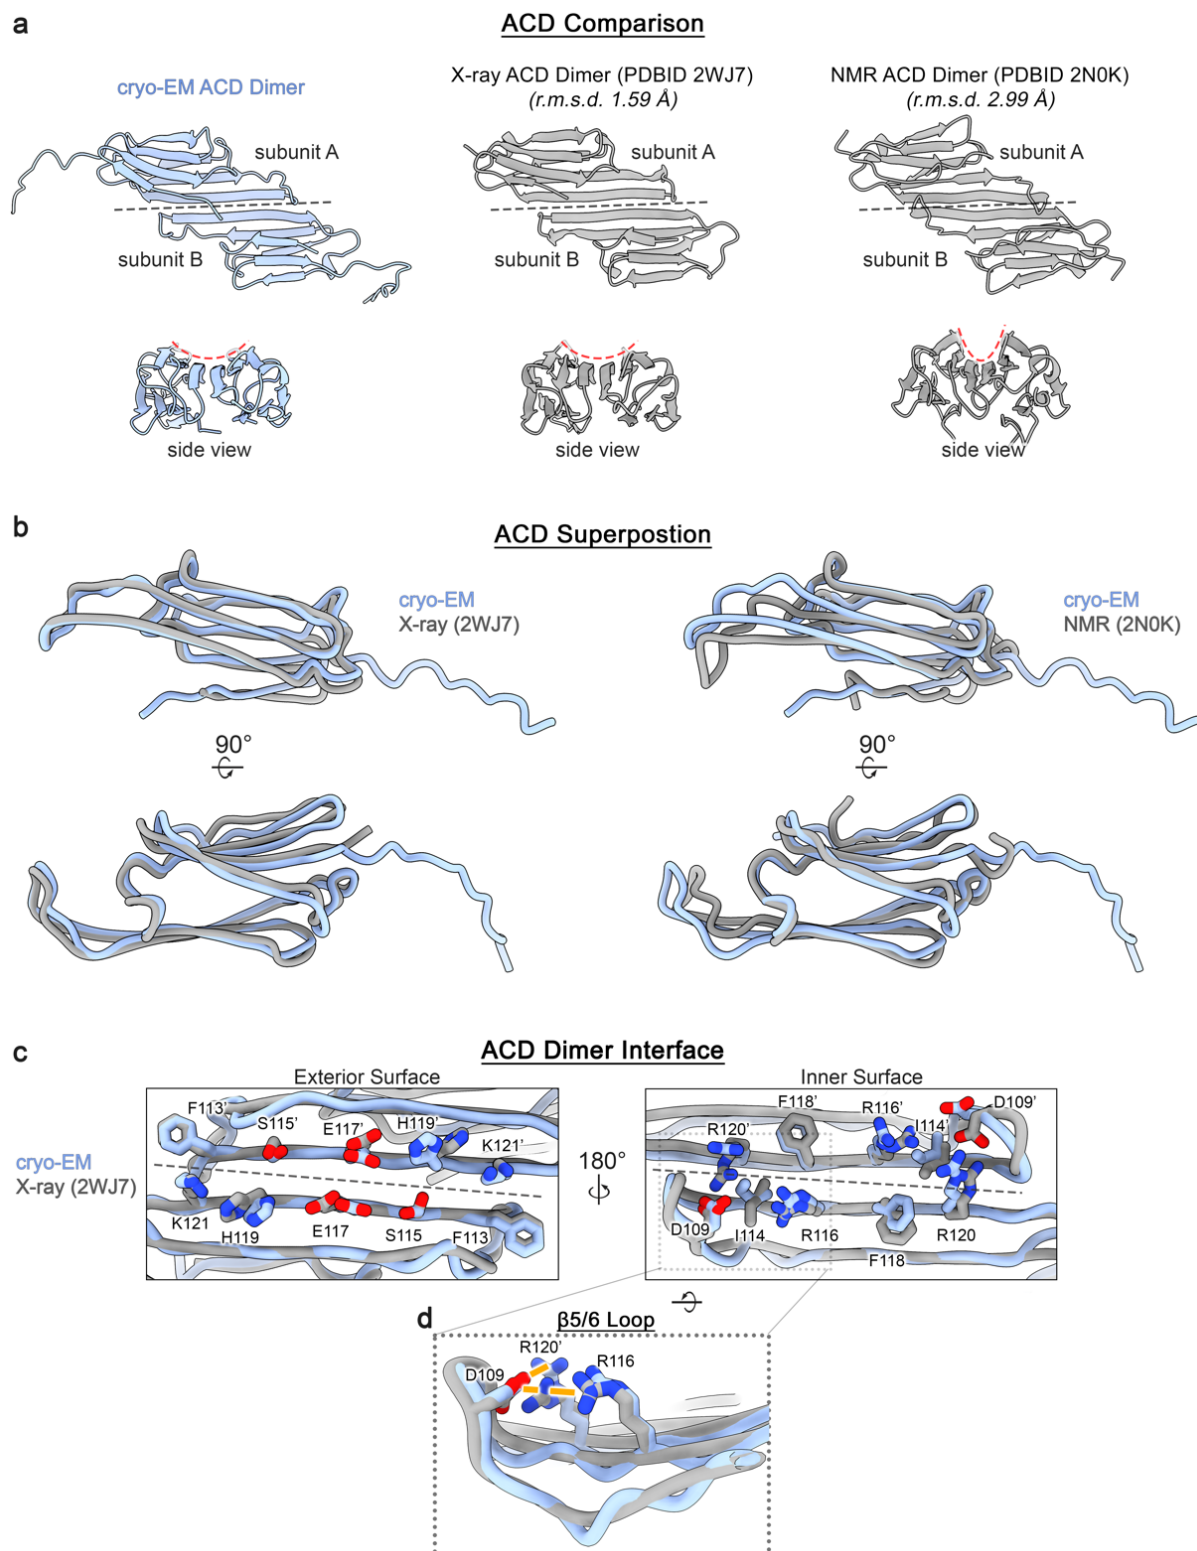 a
ACD Comparison
cryo-EM ACD Dimer
X-ray ACD Dimer (PDBID 2WJ7)
(r.m.s.d. 1.59 Å)
NMR ACD Dimer (PDBID 2N0K)
(r.m.s.d. 2.99 Å)
subunit A
subunit A
subunit A
subunit B
subunit B
subunit B
side view
side view
side view
b
ACD Superpostion
cryo-EM
X-ray (2WJ7)
cryo-EM
NMR (2N0K)
90°
90°
c
ACD Dimer Interface
Exterior Surface
Inner Surface
cryo-EM
X-ray (2WJ7)
F113'
S115'
E117'
H119'
K121'
K121
H119
E117
S115
F113
180°
R120'
F118'
R116'
I114'
D109'
D109
I114
R116
F118
R120
d
β5/6 Loop
D109
R120'
R116